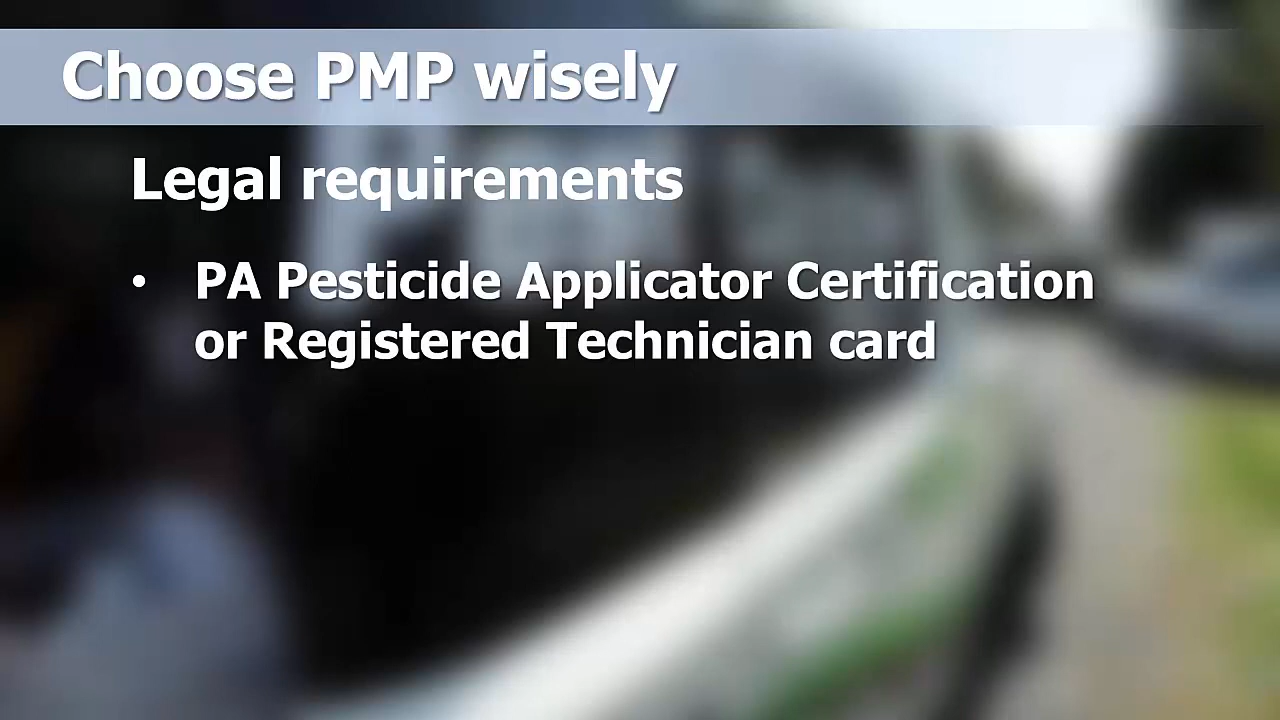 Choose PMP wisely
Legal requirements
• PA Pesticide Applicator Certification
or Registered Technician card